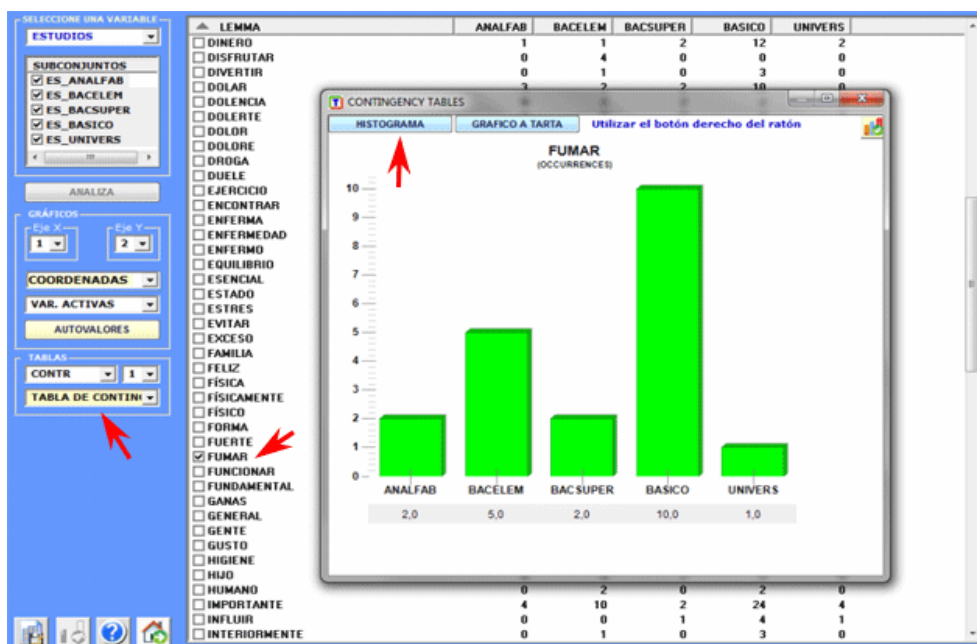 SELECCIONE UNA VARIABLE
ESTUDIOS
SUBCONJUNTOS
ES_ANALFAB
ES_BACELEM
ES_BACSUPER
ES_BASICO
ES_UNIVERS
ANALIZA
GRÁFICOS
Eje X Eje Y
1 2
COORDENADAS
VAR. ACTIVAS
AUTOVALORES
TABLAS
CONTR 1
TABLA DE CONTING
LEMMA ANALFAB BACELEM BACSUPER BASICO UNIVERS
DINERO 1 1 2 12 2
DISFRUTAR 0 4 0 0 0
DIVERTIR 0 1 0 3 0
DOLAR 3 2 2 10
DOLENCIA
DOLERTE
DOLOR
DOLORE
DROGA
DUELE
EJERCICIO
ENCONTRAR
ENFERMA
ENFERMEDAD
ENFERMO
EQUILIBRIO
ESENCIAL
ESTADO
ESTRES
EVITAR
EXCESO
FAMILIA
FELIZ
FÍSICA
FÍSICAMENTE
FÍSICO
FORMA
FUERTE
FUMAR
FUNCIONAR
FUNDAMENTAL
GANAS
GENERAL
GENTE
GUSTO
HIGIENE
HIJO
HUMANO 0 2 0 2 0
IMPORTANTE 4 10 2 24 4
INFLUIR 0 0 1 4 1
INTERIORMENTE 0 1 0 3 0
CONTINGENCY TABLES
HISTOGRAMA GRAFICO A TARTA Utilizar el botón derecho del ratón
FUMAR
(OCCURRENCES)
10
9
8
7
6
5
4
3
2
1
0
ANALFAB BACELEM BACSUPER BASICO UNIVERS
2,0 5,0 2,0 10,0 1,0